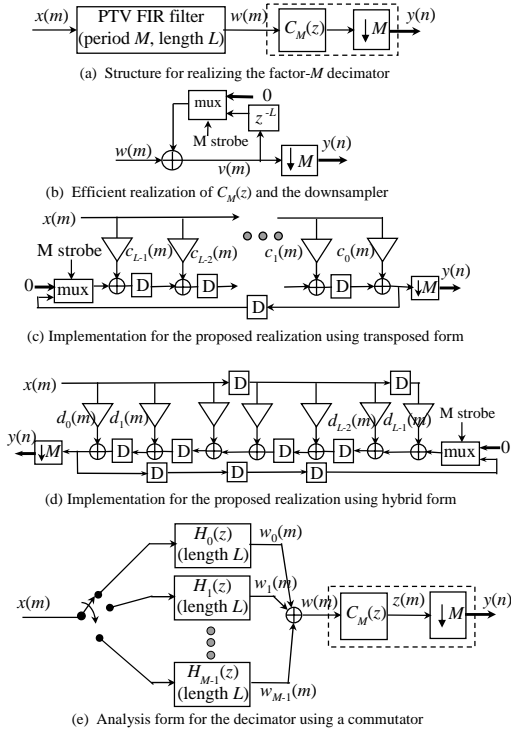 x(m) PTV FIR filter (period M, length L) w(m) C_M(z) ↓M y(n)
(a) Structure for realizing the factor-M decimator
mux 0
z^-L
M strobe
w(m) v(m) ↓M y(n)
(b) Efficient realization of C_M(z) and the downsampler
x(m)
c_L-1(m) c_L-2(m) c_1(m) c_0(m)
M strobe
0 mux D D D D ↓M y(n)
D
(c) Implementation for the proposed realization using transposed form
x(m) D D
d_0(m) d_1(m) d_L-2(m) d_L-1(m)
M strobe
y(n) ↓M D D D D D mux 0
D D D
(d) Implementation for the proposed realization using hybrid form
H_0(z) (length L) w_0(m)
x(m) H_1(z) (length L) w_1(m) w(m) C_M(z) z(m) ↓M y(n)
H_M-1(z) (length L) w_M-1(m)
(e) Analysis form for the decimator using a commutator